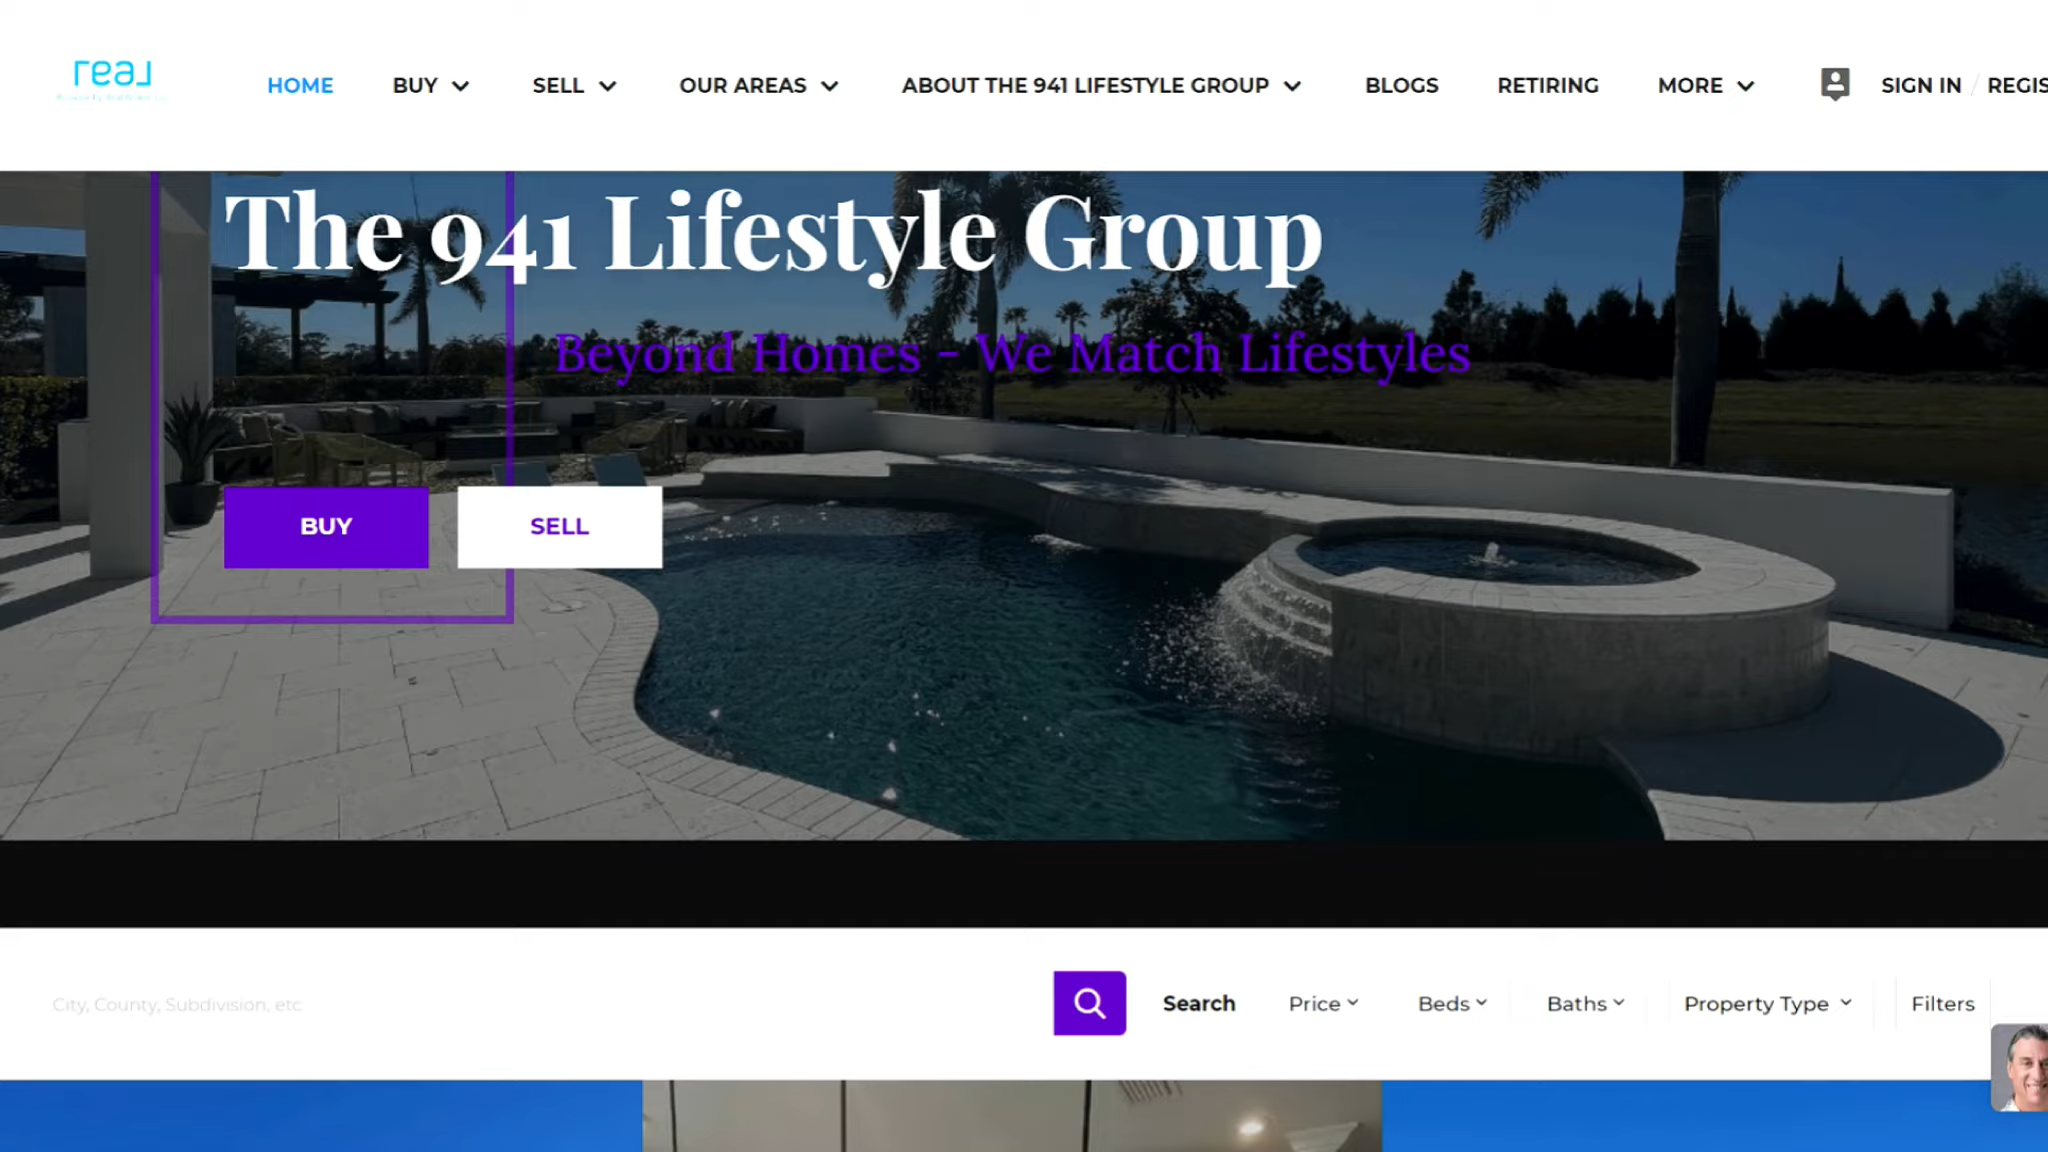 real
HOME BUY SELL OUR AREAS ABOUT THE 941 LIFESTYLE GROUP BLOGS RETIRING MORE SIGN IN / REGIS
The 941 Lifestyle Group
Beyond Homes - We Match Lifestyles
BUY SELL
City, County, Subdivision, etc Search Price Beds Baths Property Type Filters